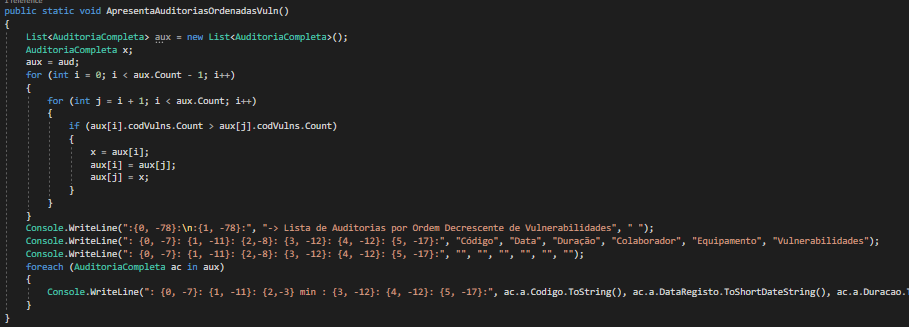 1 reference
public static void ApresentaAuditoriasOrdenadasVuln()
{
List<AuditoriaCompleta> aux = new List<AuditoriaCompleta>();
AuditoriaCompleta x;
aux = aud;
for (int i = 0; i < aux.Count - 1; i++)
{
for (int j = i + 1; i < aux.Count; i++)
{
if (aux[i].codVulns.Count > aux[j].codVulns.Count)
{
x = aux[i];
aux[i] = aux[j];
aux[j] = x;
}
}
}
Console.WriteLine(":{0, -78}:\n:{1, -78}:", "-> Lista de Auditorias por Ordem Decrescente de Vulnerabilidades", " ");
Console.WriteLine(": {0, -7}: {1, -11}: {2,-8}: {3, -12}: {4, -12}: {5, -17}:", "Código", "Data", "Duração", "Colaborador", "Equipamento", "Vulnerabilidades");
Console.WriteLine(": {0, -7}: {1, -11}: {2,-8}: {3, -12}: {4, -12}: {5, -17}:", "", "", "", "", "", "");
foreach (AuditoriaCompleta ac in aux)
{
Console.WriteLine(": {0, -7}: {1, -11}: {2,-3} min : {3, -12}: {4, -12}: {5, -17}:", ac.a.Codigo.ToString(), ac.a.DataRegisto.ToShortDateString(), ac.a.Duracao.
}
}